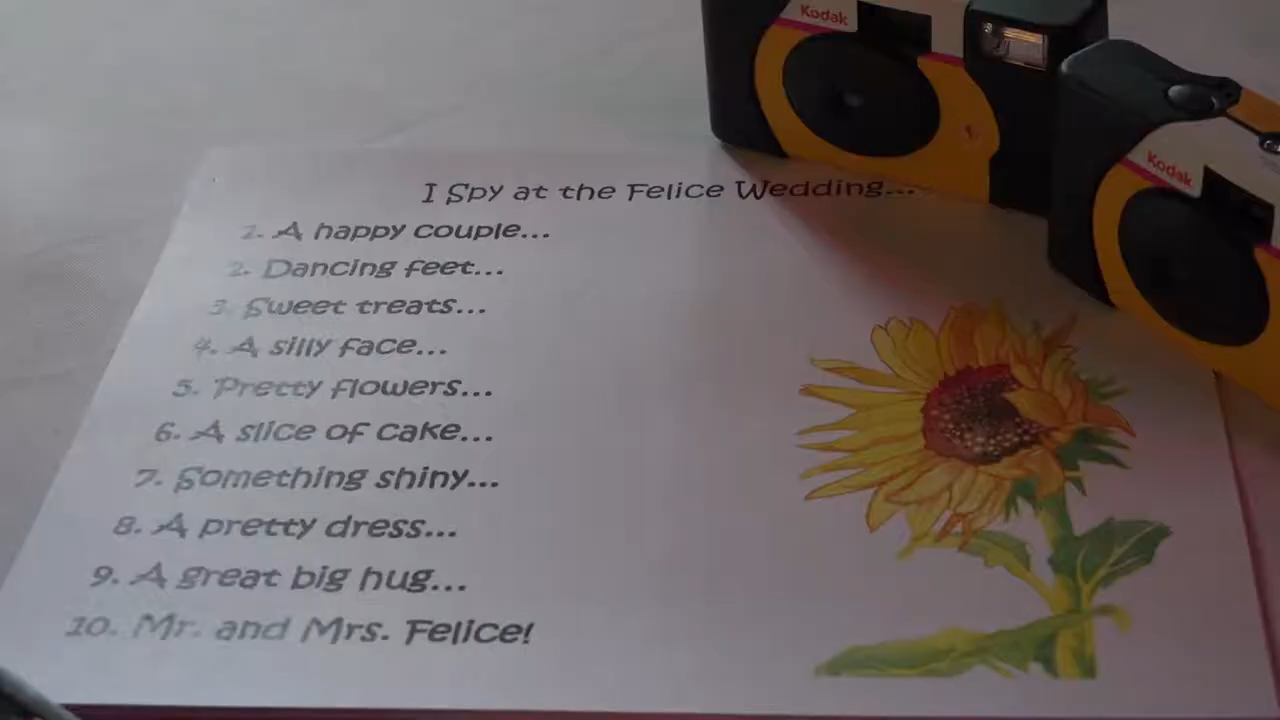 Kodak
Kodak
I Spy at the Felice Wedding...
1. A happy couple...
2. Dancing feet...
3. Sweet treats...
4. A silly face...
5. Pretty flowers...
6. A slice of cake...
7. Something shiny...
8. A pretty dress...
9. A great big hug...
10. Mr. and Mrs. Felice!